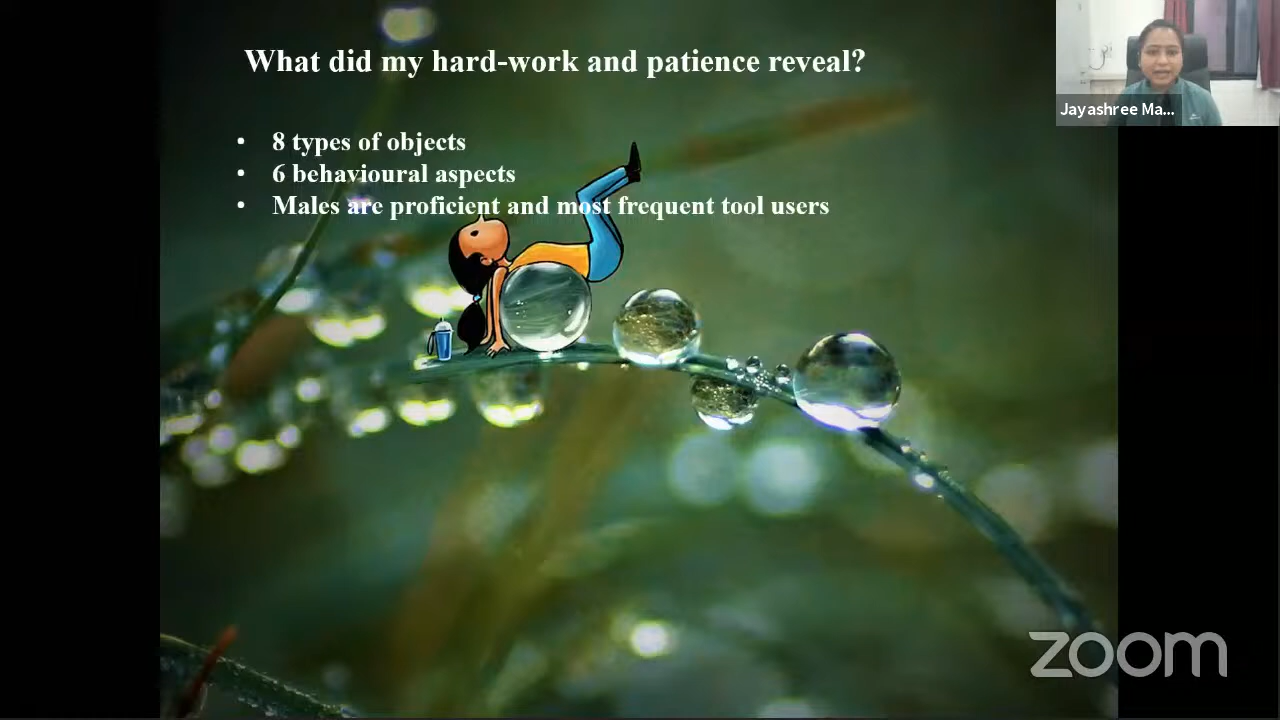 What did my hard-work and patience reveal?
Jayashree Ma...
• 8 types of objects
• 6 behavioural aspects
• Males are proficient and most frequent tool users
zoom